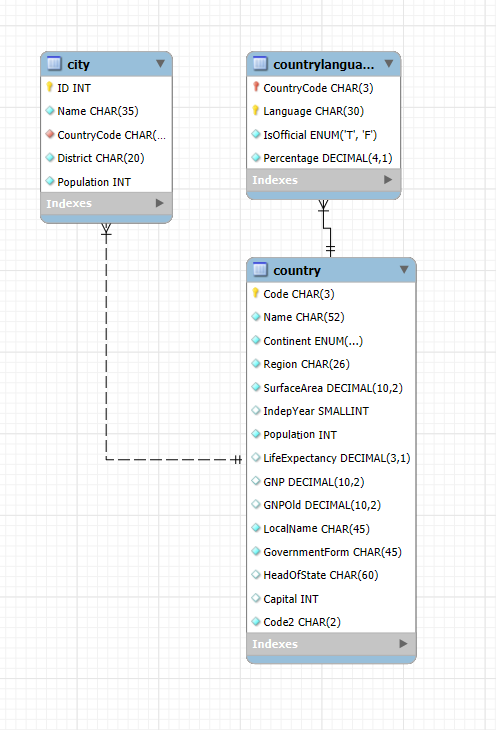 city
ID INT
Name CHAR(35)
CountryCode CHAR(...
District CHAR(20)
Population INT
Indexes
countrylangua...
CountryCode CHAR(3)
Language CHAR(30)
IsOfficial ENUM('T', 'F')
Percentage DECIMAL(4,1)
Indexes
country
Code CHAR(3)
Name CHAR(52)
Continent ENUM(...)
Region CHAR(26)
SurfaceArea DECIMAL(10,2)
IndepYear SMALLINT
Population INT
LifeExpectancy DECIMAL(3,1)
GNP DECIMAL(10,2)
GNPOld DECIMAL(10,2)
LocalName CHAR(45)
GovernmentForm CHAR(45)
HeadOfState CHAR(60)
Capital INT
Code2 CHAR(2)
Indexes